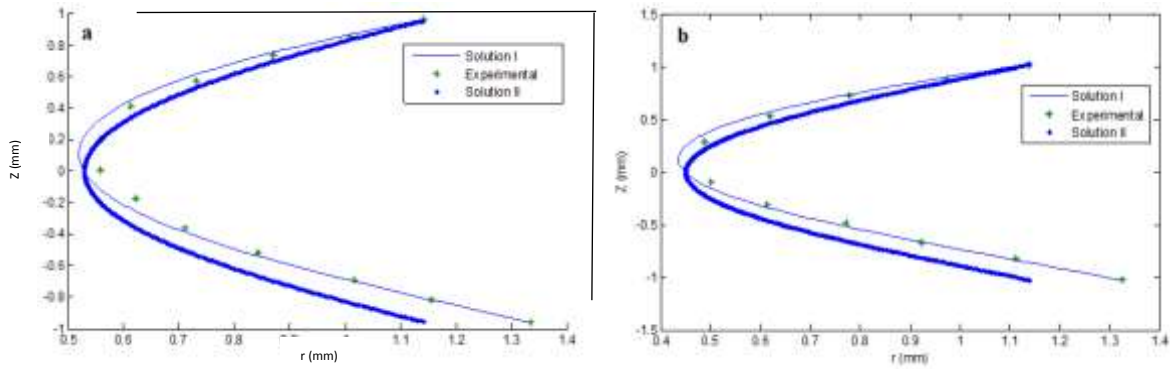 a
Solution I
Experimental
Solution II
Z (mm)
1
0.8
0.6
0.4
0.2
0
-0.2
-0.4
-0.6
-0.8
-1
0.5 0.6 0.7 0.8 1 1.1 1.2 1.3 1.4
r (mm)
b
Solution I
Experimental
Solution II
Z (mm)
1.5
1
0.5
0
-0.5
-1
-1.5
0.4 0.5 0.6 0.7 0.8 0.9 1 1.1 1.2 1.3 1.4
r (mm)